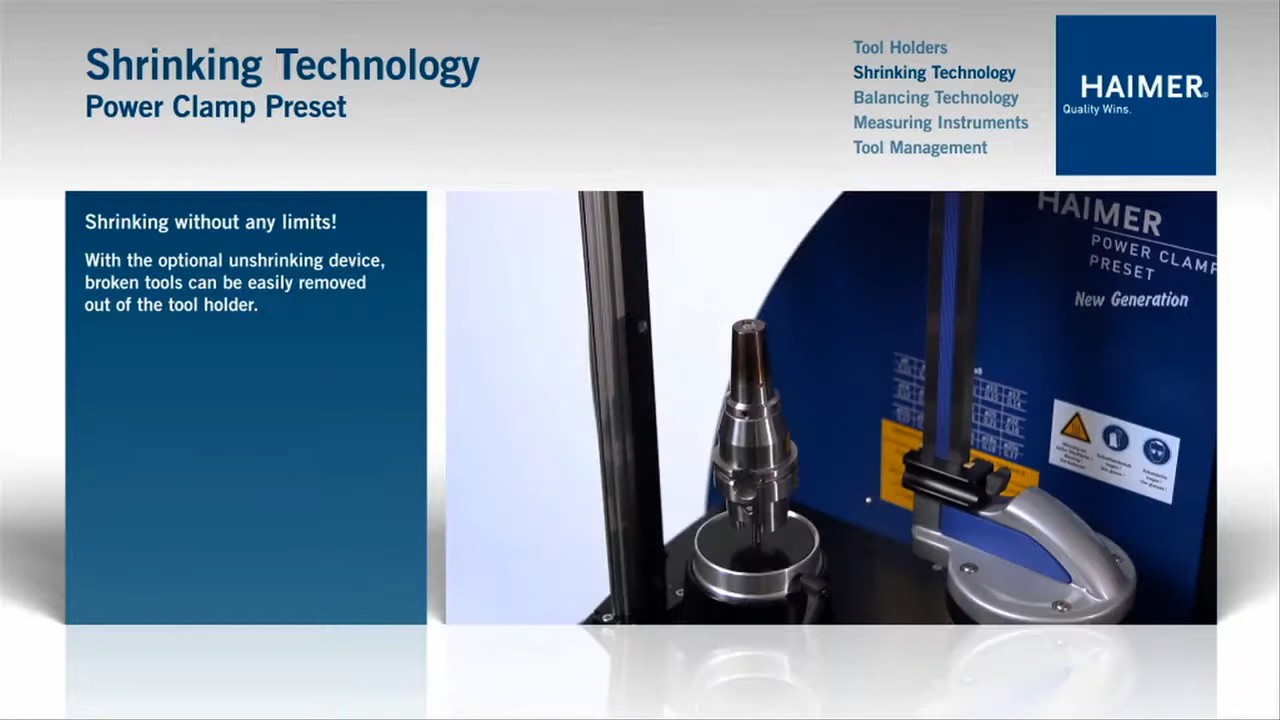 Shrinking Technology
Power Clamp Preset
Tool Holders
Shrinking Technology
Balancing Technology
Measuring Instruments
Tool Management
HAIMER®
Quality Wins.
Shrinking without any limits!
With the optional unshrinking device,
broken tools can be easily removed
out of the tool holder.
HAIMER
POWER CLAMP
PRESET
New Generation